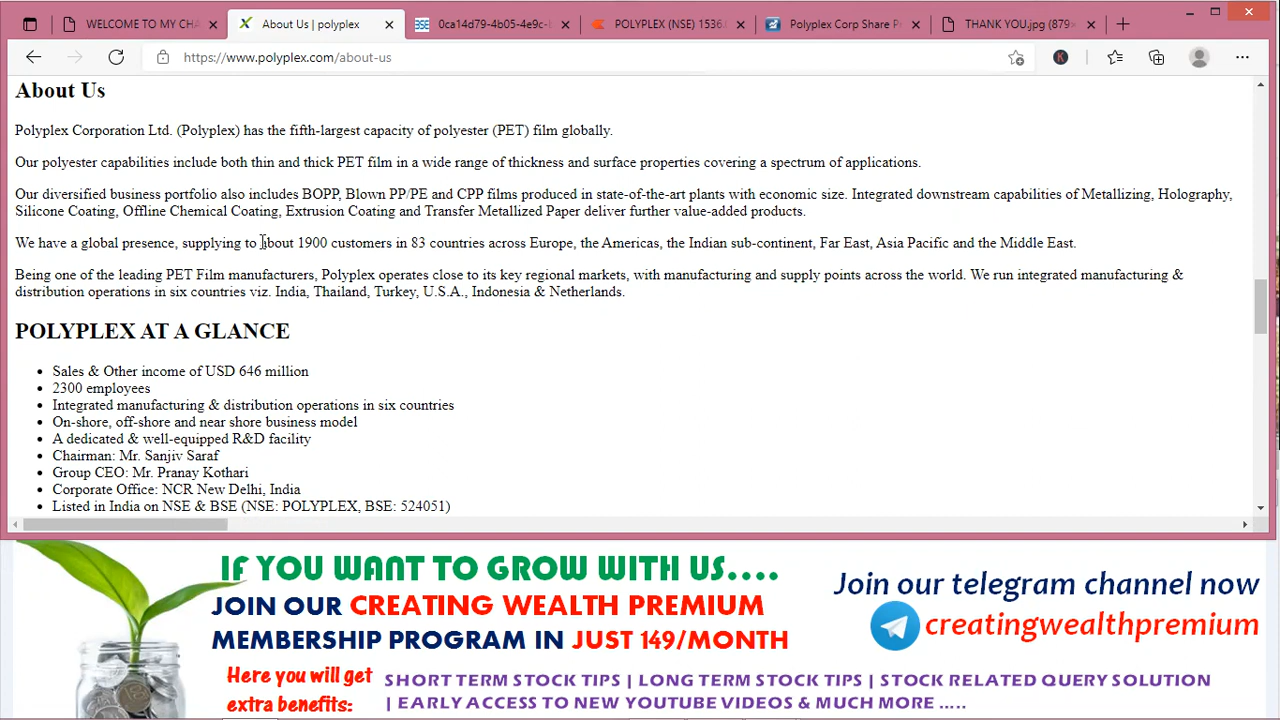 WELCOME TO MY CHA
About Us | polyplex
BSE
0ca14d79-4b05-4e9c-
POLYPLEX (NSE) 1536.
Polyplex Corp Share P
THANK YOU.jpg (879×
https://www.polyplex.com/about-us
K
About Us
Polyplex Corporation Ltd. (Polyplex) has the fifth-largest capacity of polyester (PET) film globally.
Our polyester capabilities include both thin and thick PET film in a wide range of thickness and surface properties covering a spectrum of applications.
Our diversified business portfolio also includes BOPP, Blown PP/PE and CPP films produced in state-of-the-art plants with economic size. Integrated downstream capabilities of Metallizing, Holography,
Silicone Coating, Offline Chemical Coating, Extrusion Coating and Transfer Metallized Paper deliver further value-added products.
We have a global presence, supplying to about 1900 customers in 83 countries across Europe, the Americas, the Indian sub-continent, Far East, Asia Pacific and the Middle East.
Being one of the leading PET Film manufacturers, Polyplex operates close to its key regional markets, with manufacturing and supply points across the world. We run integrated manufacturing &
distribution operations in six countries viz. India, Thailand, Turkey, U.S.A., Indonesia & Netherlands.
POLYPLEX AT A GLANCE
• Sales & Other income of USD 646 million
• 2300 employees
• Integrated manufacturing & distribution operations in six countries
• On-shore, off-shore and near shore business model
• A dedicated & well-equipped R&D facility
• Chairman: Mr. Sanjiv Saraf
• Group CEO: Mr. Pranay Kothari
• Corporate Office: NCR New Delhi, India
• Listed in India on NSE & BSE (NSE: POLYPLEX, BSE: 524051)
IF YOU WANT TO GROW WITH US....
JOIN OUR CREATING WEALTH PREMIUM
MEMBERSHIP PROGRAM IN JUST 149/MONTH
Join our telegram channel now
creatingwealthpremium
Here you will get
extra benefits:
SHORT TERM STOCK TIPS | LONG TERM STOCK TIPS | STOCK RELATED QUERY SOLUTION
| EARLY ACCESS TO NEW YOUTUBE VIDEOS & MUCH MORE .....